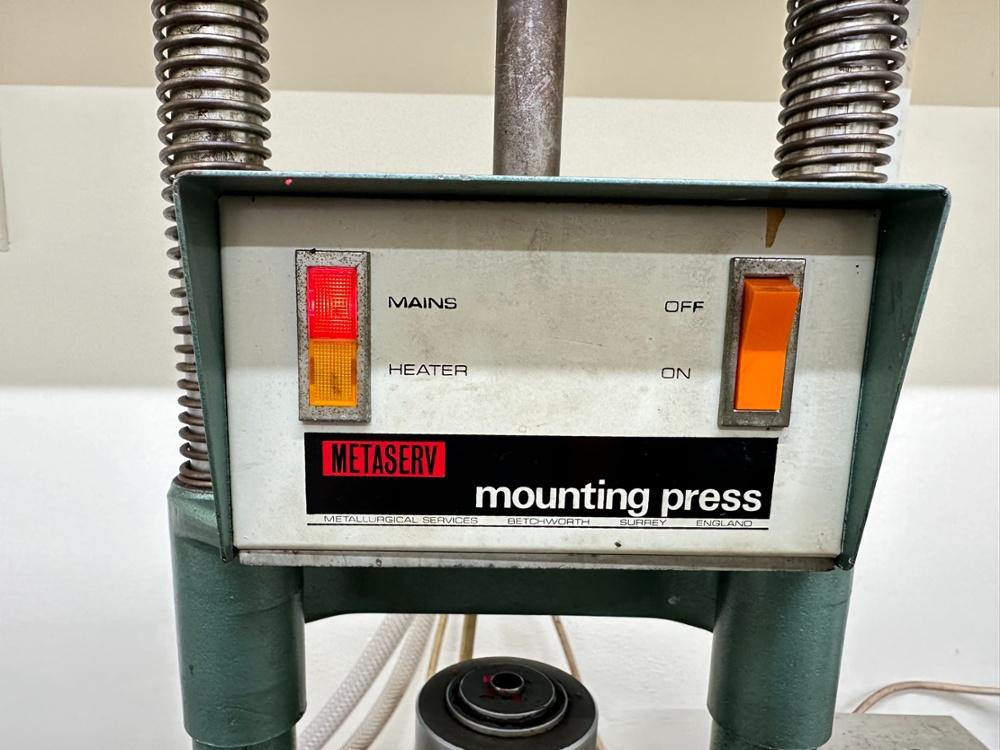 MAINS OFF
HEATER ON
METASERV
mounting press
METALLURGICAL SERVICES BETCHWORTH SURREY ENGLAND